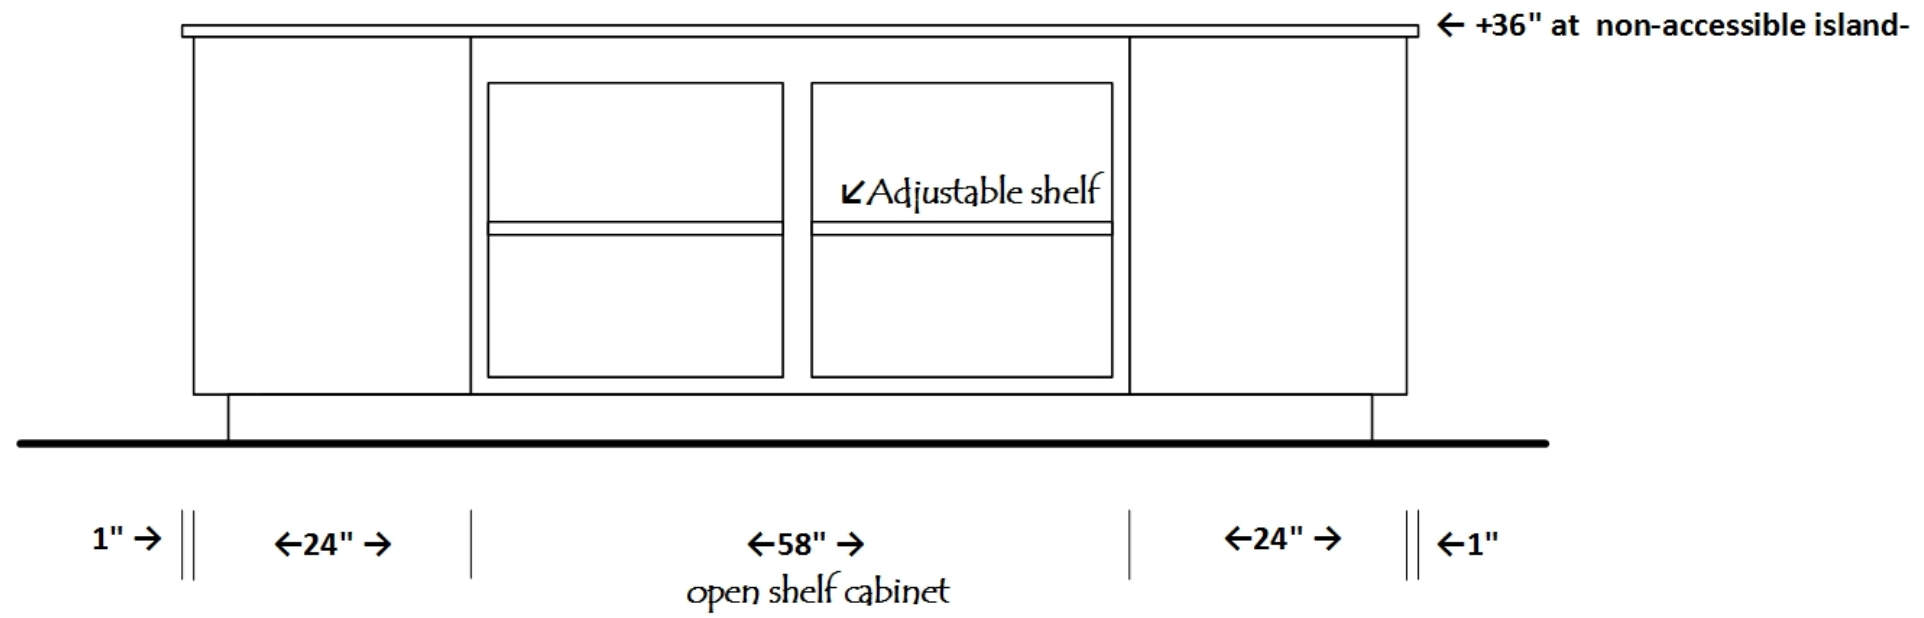 ← +36" at  non-accessible island-
↙Adjustable shelf
1" → ←24" → ←58" → ←24" → ←1"
open shelf cabinet